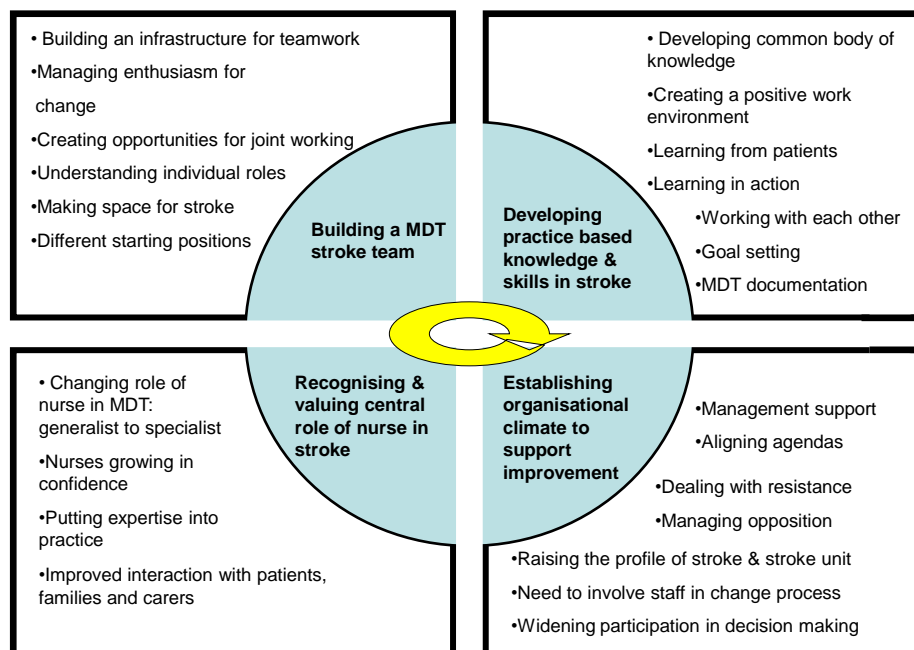 • Building an infrastructure for teamwork
•Managing enthusiasm for
change
•Creating opportunities for joint working
•Understanding individual roles
•Making space for stroke
•Different starting positions
Building a MDT
stroke team
• Developing common body of
knowledge
•Creating a positive work
environment
•Learning from patients
•Learning in action
•Working with each other
•Goal setting
•MDT documentation
Developing
practice based
knowledge &
skills in stroke
• Changing role of
nurse in MDT:
generalist to specialist
•Nurses growing in
confidence
•Putting expertise into
practice
•Improved interaction with patients,
families and carers
Recognising &
valuing central
role of nurse in
stroke
Establishing
organisational
climate to
support
improvement
•Management support
•Aligning agendas
•Dealing with resistance
•Managing opposition
•Raising the profile of stroke & stroke unit
•Need to involve staff in change process
•Widening participation in decision making